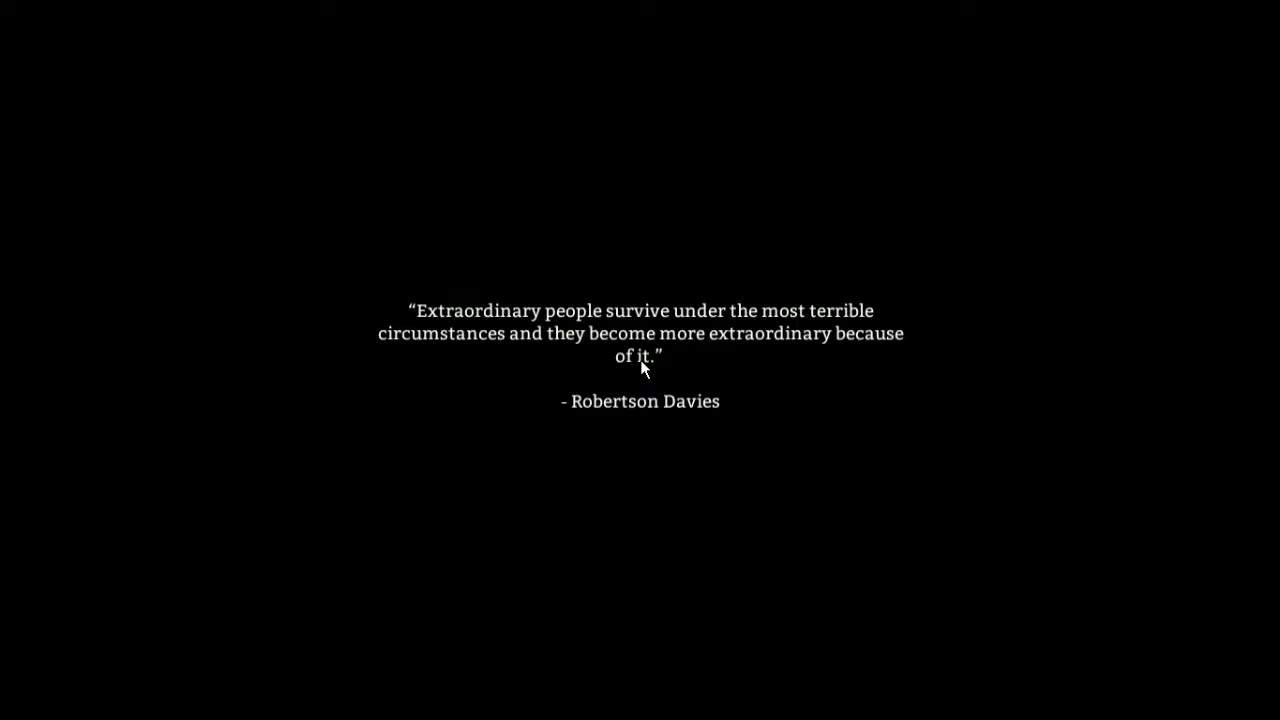 “Extraordinary people survive under the most terrible
circumstances and they become more extraordinary because
of it.”
- Robertson Davies